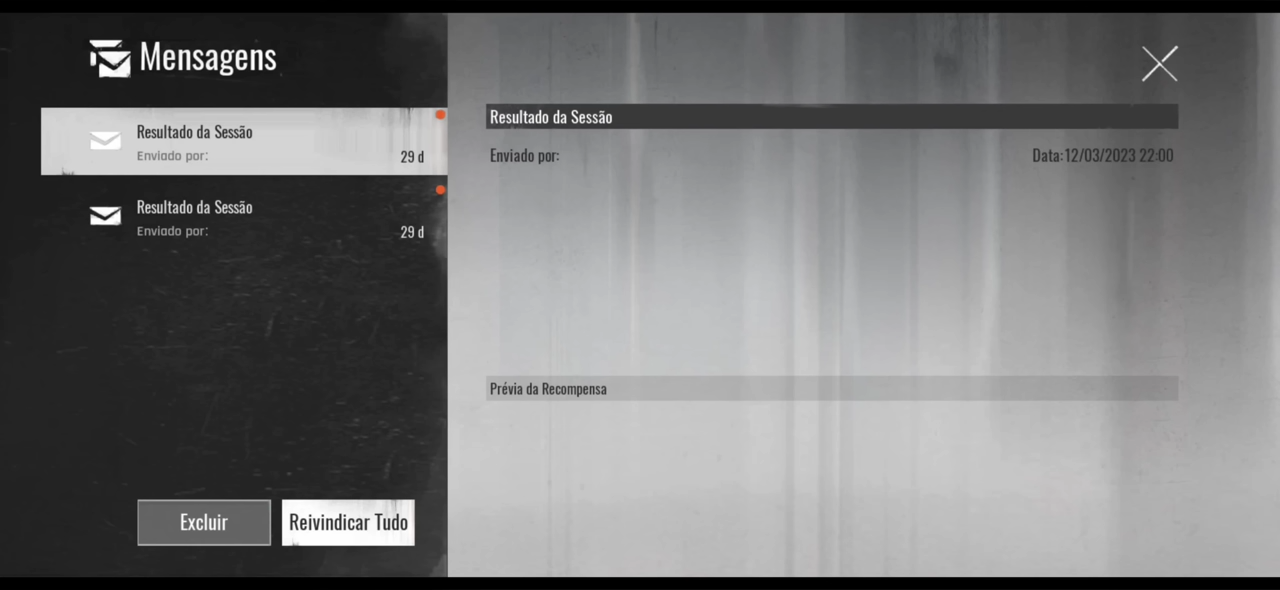 Mensagens
Resultado da Sessão
Enviado por:
29 d
Resultado da Sessão
Enviado por:
29 d
Excluir
Reivindicar Tudo
Resultado da Sessão
Enviado por:
Data:12/03/2023 22:00
Prévia da Recompensa